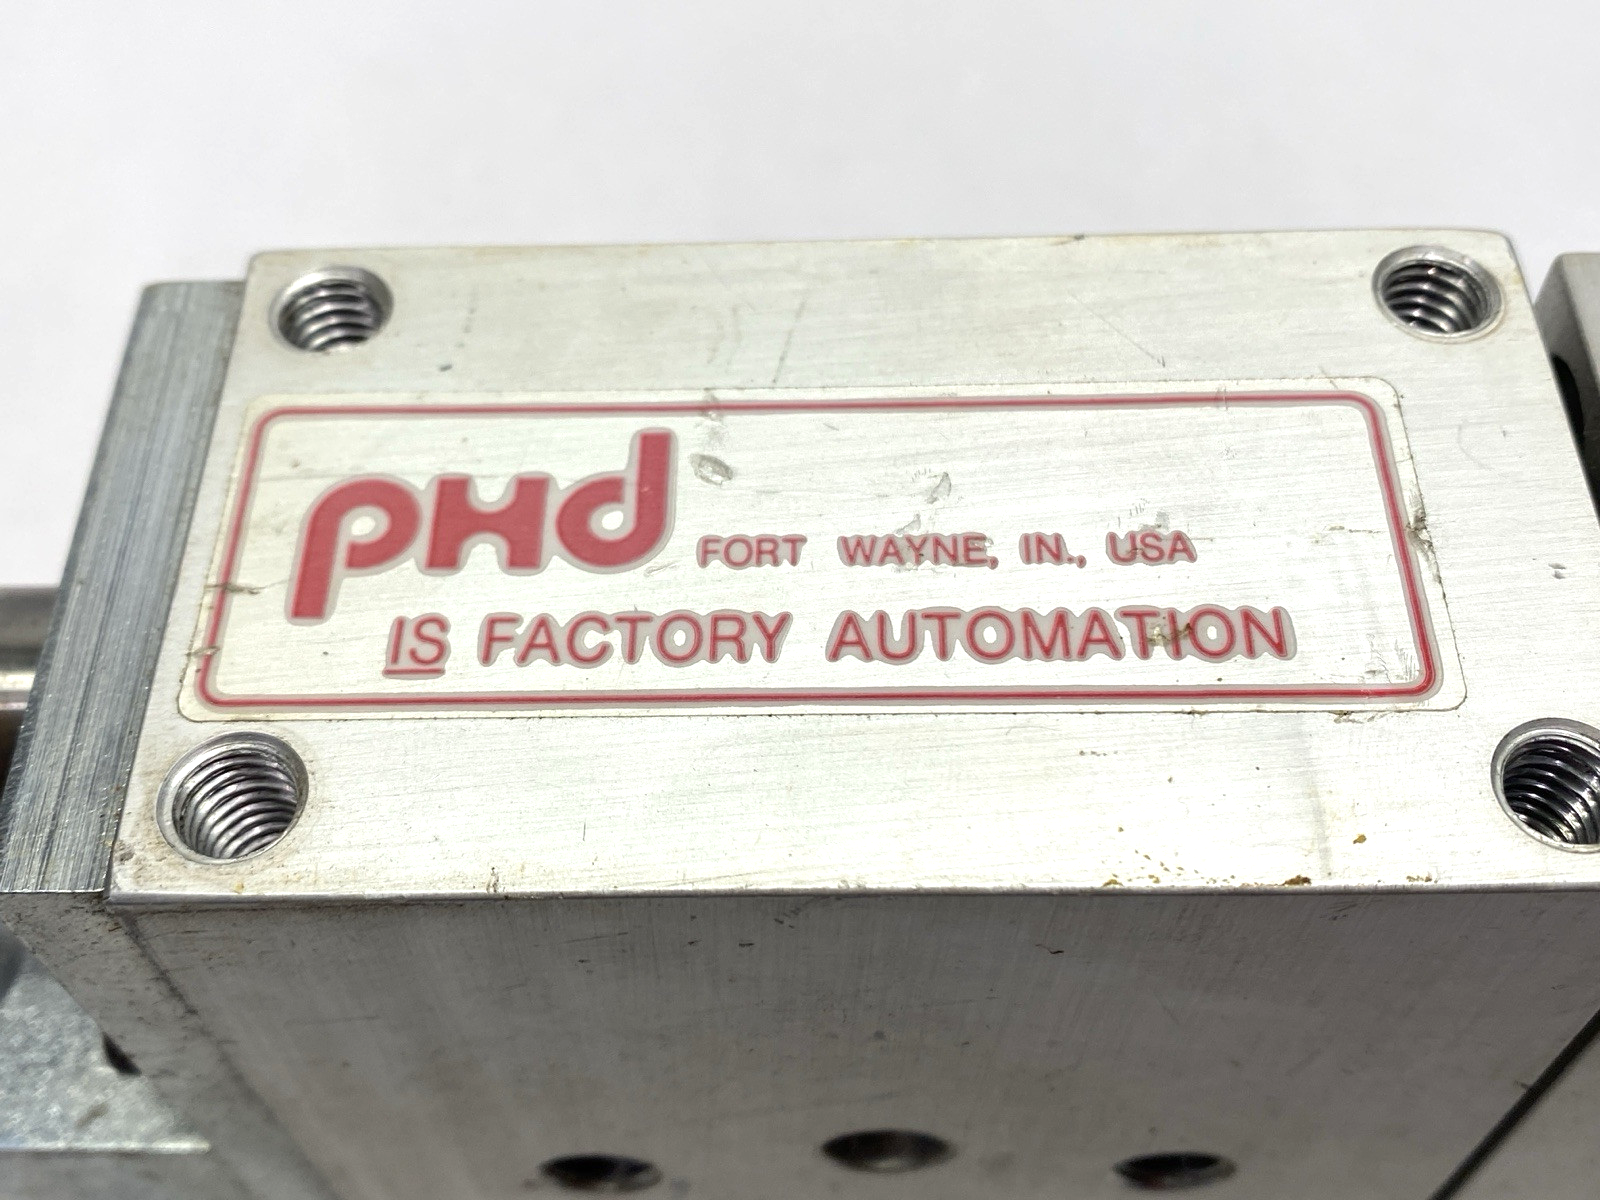 PHD FORT WAYNE, IN., USA
IS FACTORY AUTOMATION